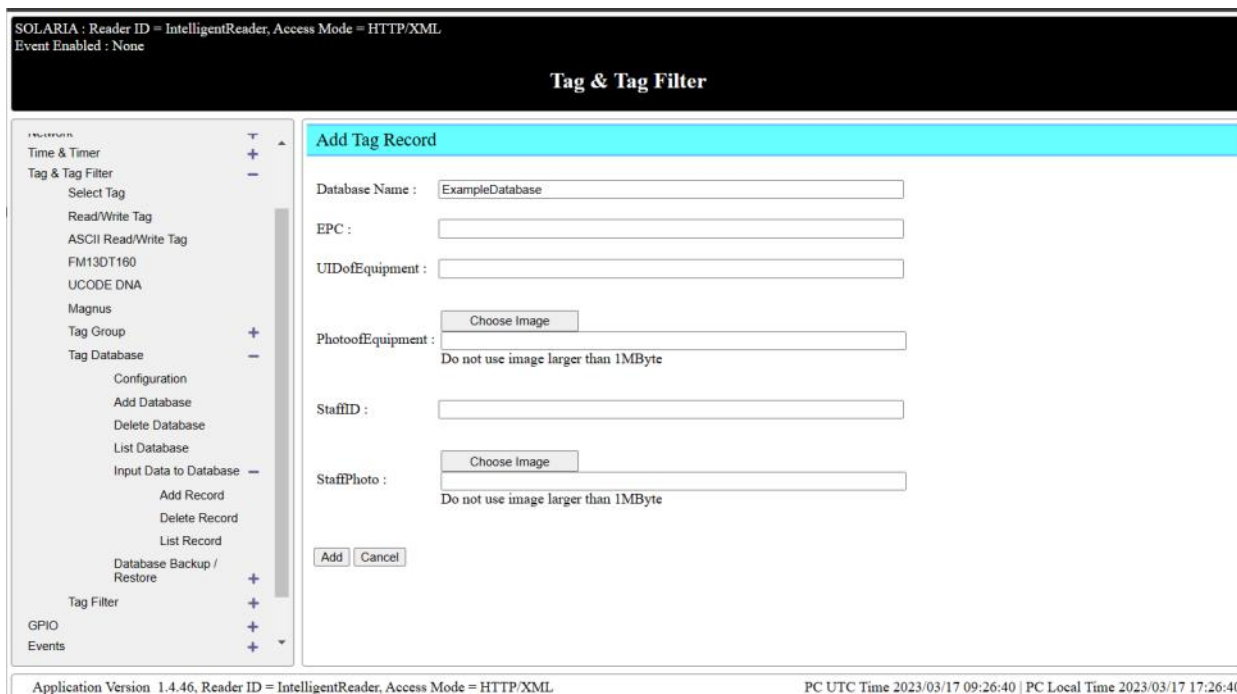 SOLARIA : Reader ID = IntelligentReader, Access Mode = HTTP/XML
Event Enabled : None
Tag & Tag Filter
Network
Time & Timer
Tag & Tag Filter
Select Tag
Read/Write Tag
ASCII Read/Write Tag
FM13DT160
UCODE DNA
Magnus
Tag Group
Tag Database
Configuration
Add Database
Delete Database
List Database
Input Data to Database
Add Record
Delete Record
List Record
Database Backup /
Restore
Tag Filter
GPIO
Events
Add Tag Record
Database Name : ExampleDatabase
EPC :
UIDofEquipment :
Choose Image
PhotoofEquipment :
Do not use image larger than 1MByte
StaffID :
Choose Image
StaffPhoto :
Do not use image larger than 1MByte
Add Cancel
Application Version 1.4.46, Reader ID = IntelligentReader, Access Mode = HTTP/XML
PC UTC Time 2023/03/17 09:26:40 | PC Local Time 2023/03/17 17:26:40